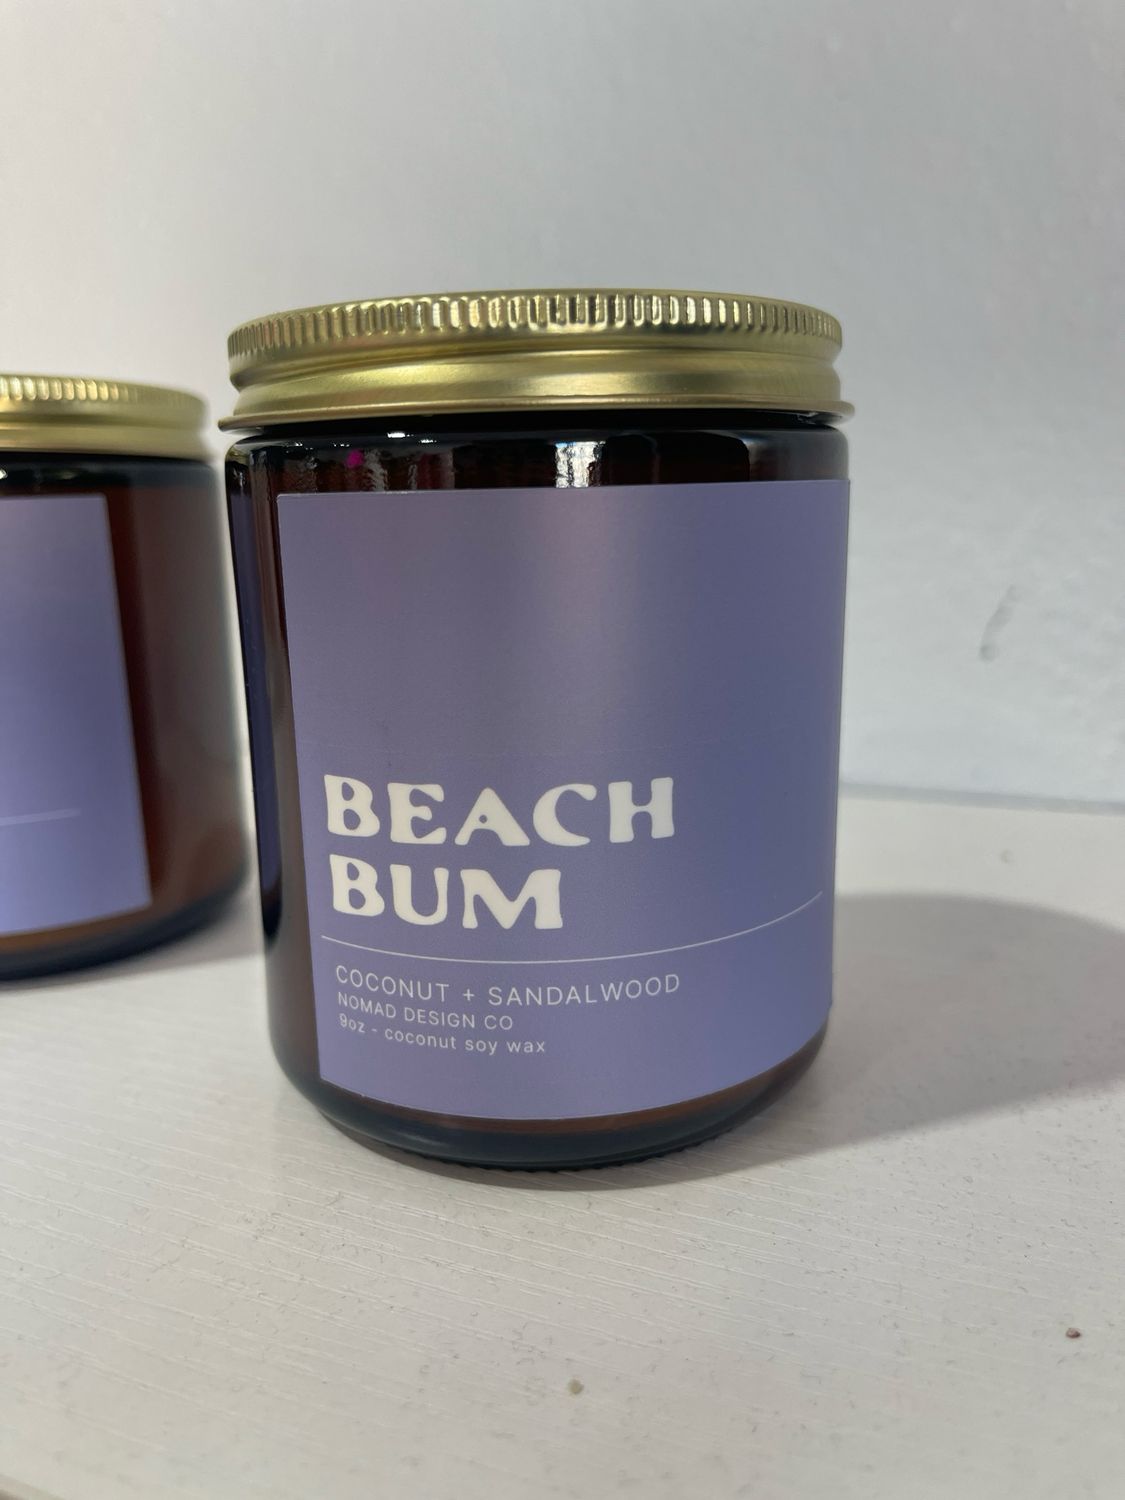 BEACH
BUM
COCONUT + SANDALWOOD
NOMAD DESIGN CO
9oz - coconut soy wax